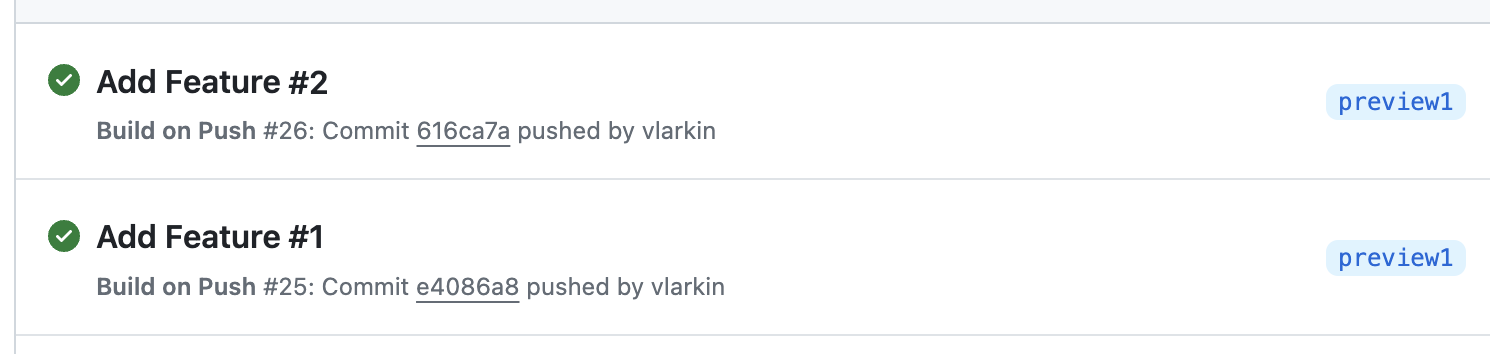 Add Feature #2
preview1
Build on Push #26: Commit 616ca7a pushed by vlarkin
Add Feature #1
preview1
Build on Push #25: Commit e4086a8 pushed by vlarkin